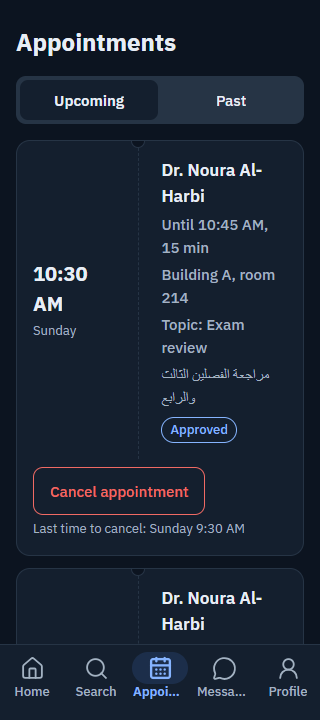 Appointments
Upcoming
Past
10:30
AM
Sunday
Dr. Noura Al-
Harbi
Until 10:45 AM,
15 min
Building A, room
214
Topic: Exam
review
مراجعة الفصلين الثالث
والرابع
Approved
Cancel appointment
Last time to cancel: Sunday 9:30 AM
Dr. Noura Al-
Harbi
Home
Search
Appoi...
Messa...
Profile